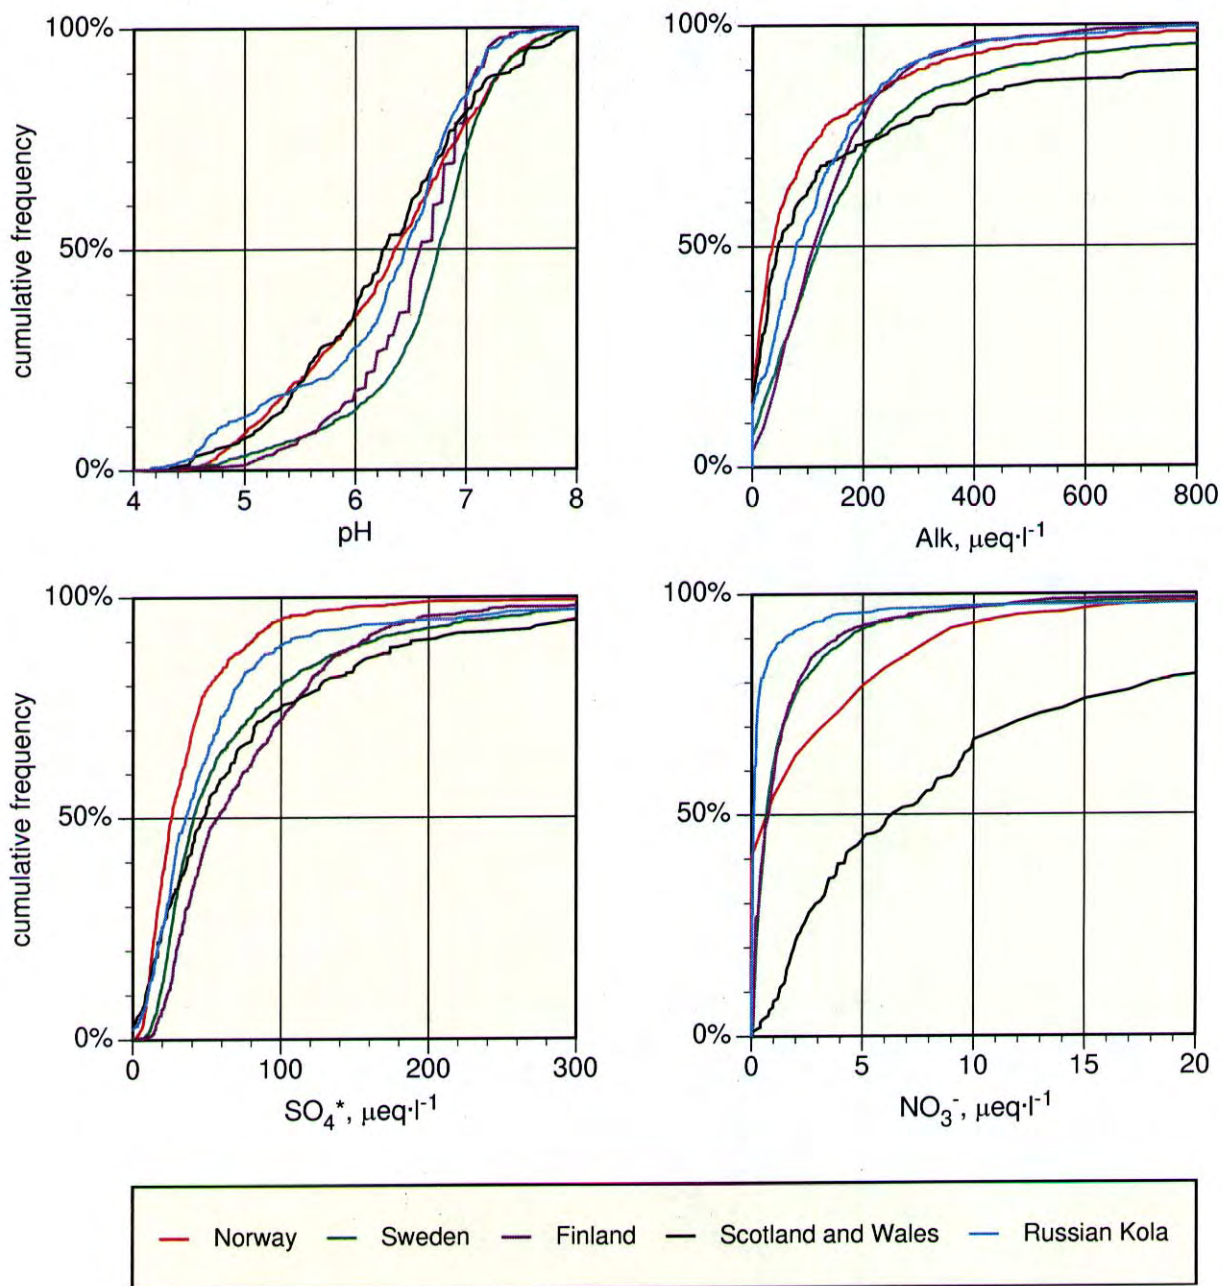 100%
50%
0%
cumulative frequency
4 5 6 7 8
pH
100%
50%
0%
0 200 400 600 800
Alk, µeq·l⁻¹
100%
50%
0%
cumulative frequency
0 100 200 300
SO₄*, µeq·l⁻¹
100%
50%
0%
0 5 10 15 20
NO₃⁻, µeq·l⁻¹
Norway Sweden Finland Scotland and Wales Russian Kola